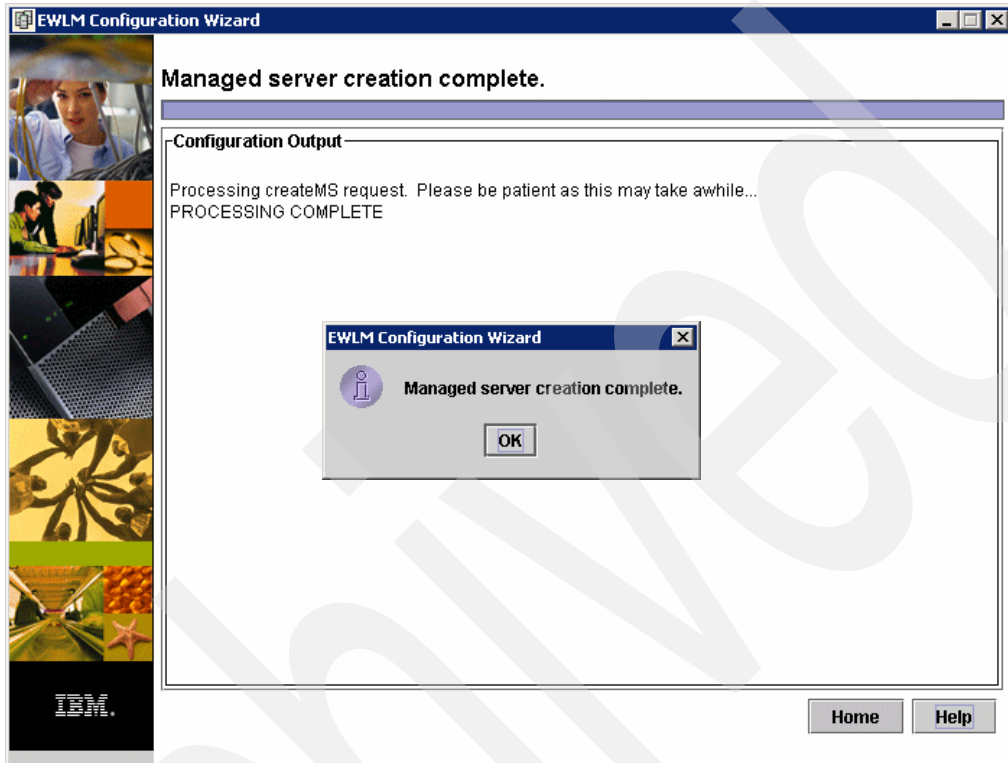 EWLM Configuration Wizard
Managed server creation complete.
Configuration Output
Processing createMS request. Please be patient as this may take awhile...
PROCESSING COMPLETE
EWLM Configuration Wizard
Managed server creation complete.
OK
IBM.
Home
Help